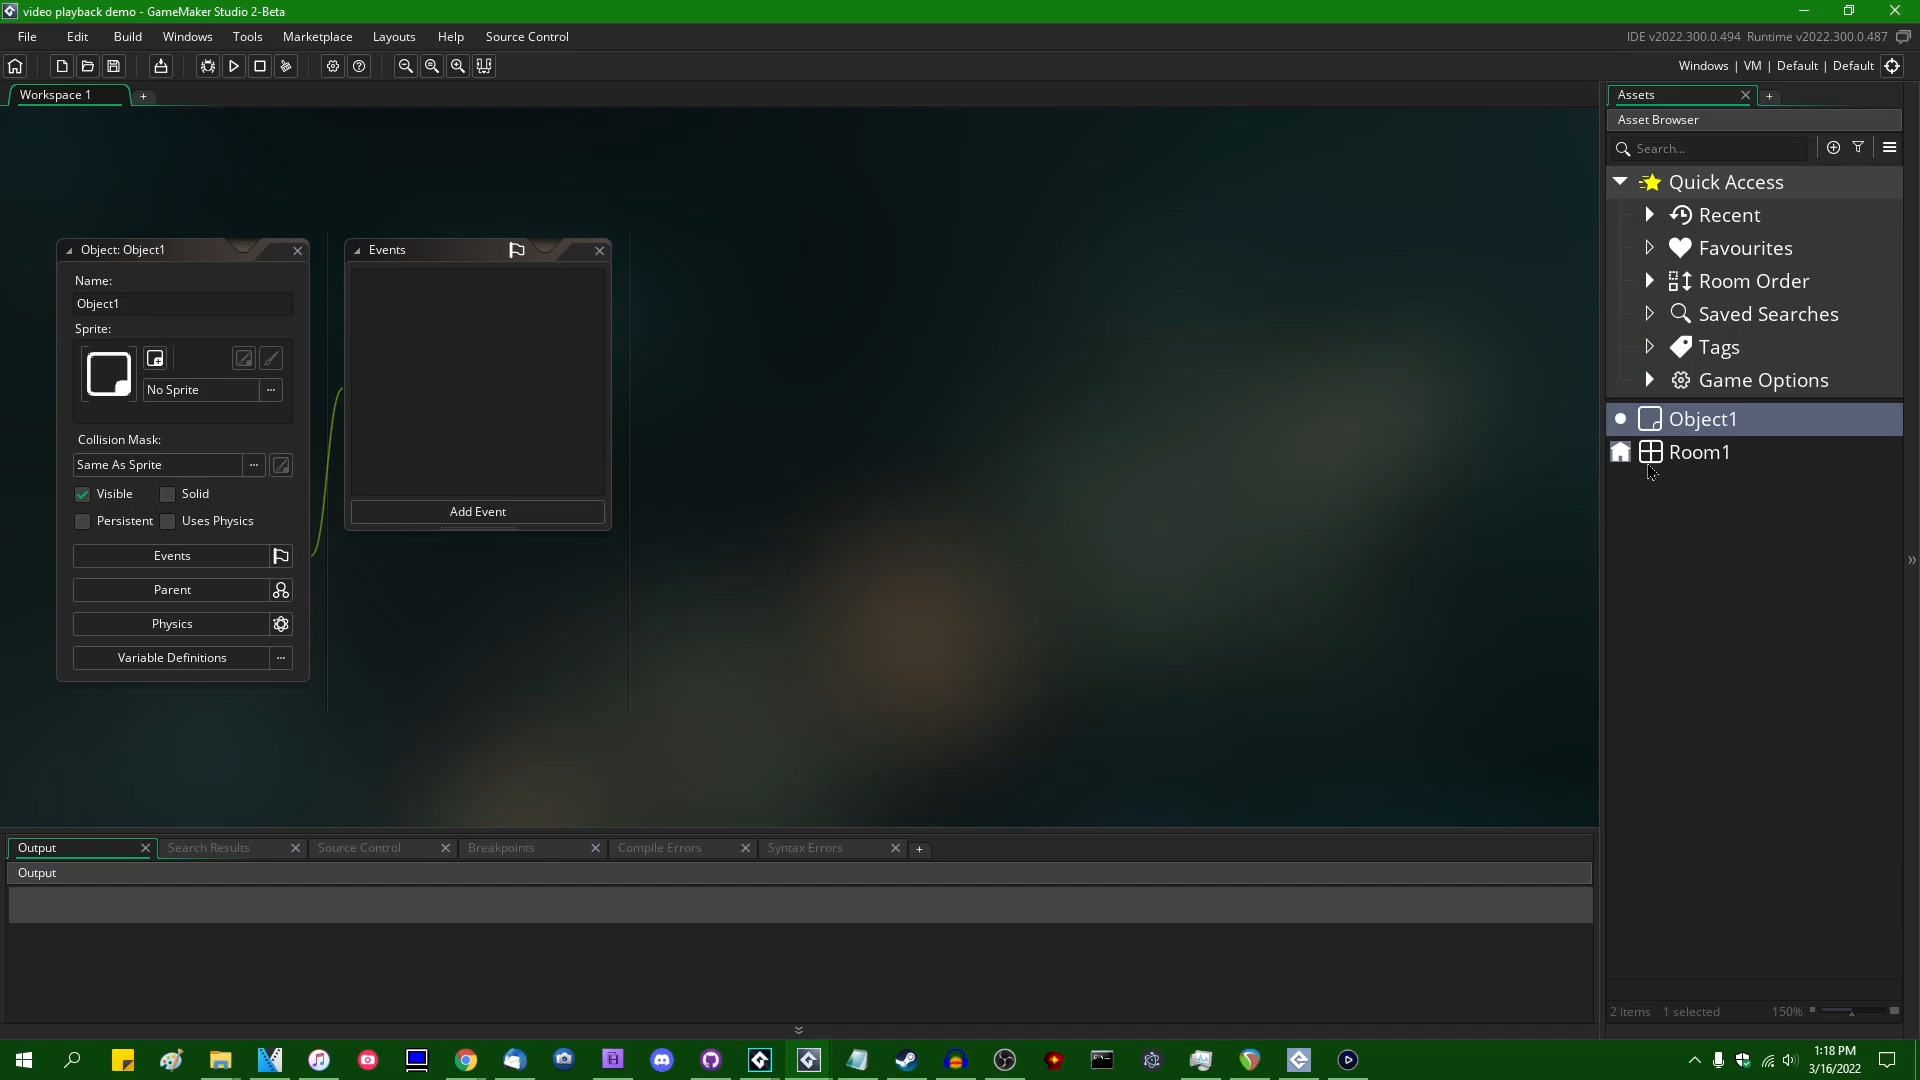 video playback demo - GameMaker Studio 2-Beta
File Edit Build Windows Tools Marketplace Layouts Help Source Control
IDE v2022.300.0.494 Runtime v2022.300.0.487
Windows | VM | Default | Default
Workspace 1
Assets
Asset Browser
Search...
Quick Access
Recent
Favourites
Room Order
Saved Searches
Tags
Game Options
Object1
Room1
2 items 1 selected 150%
Object: Object1
Name:
Object1
Sprite:
No Sprite
Collision Mask:
Same As Sprite
Visible Solid
Persistent Uses Physics
Events
Parent
Physics
Variable Definitions
Events
Add Event
Output Search Results Source Control Breakpoints Compile Errors Syntax Errors
Output
1:18 PM
3/16/2022